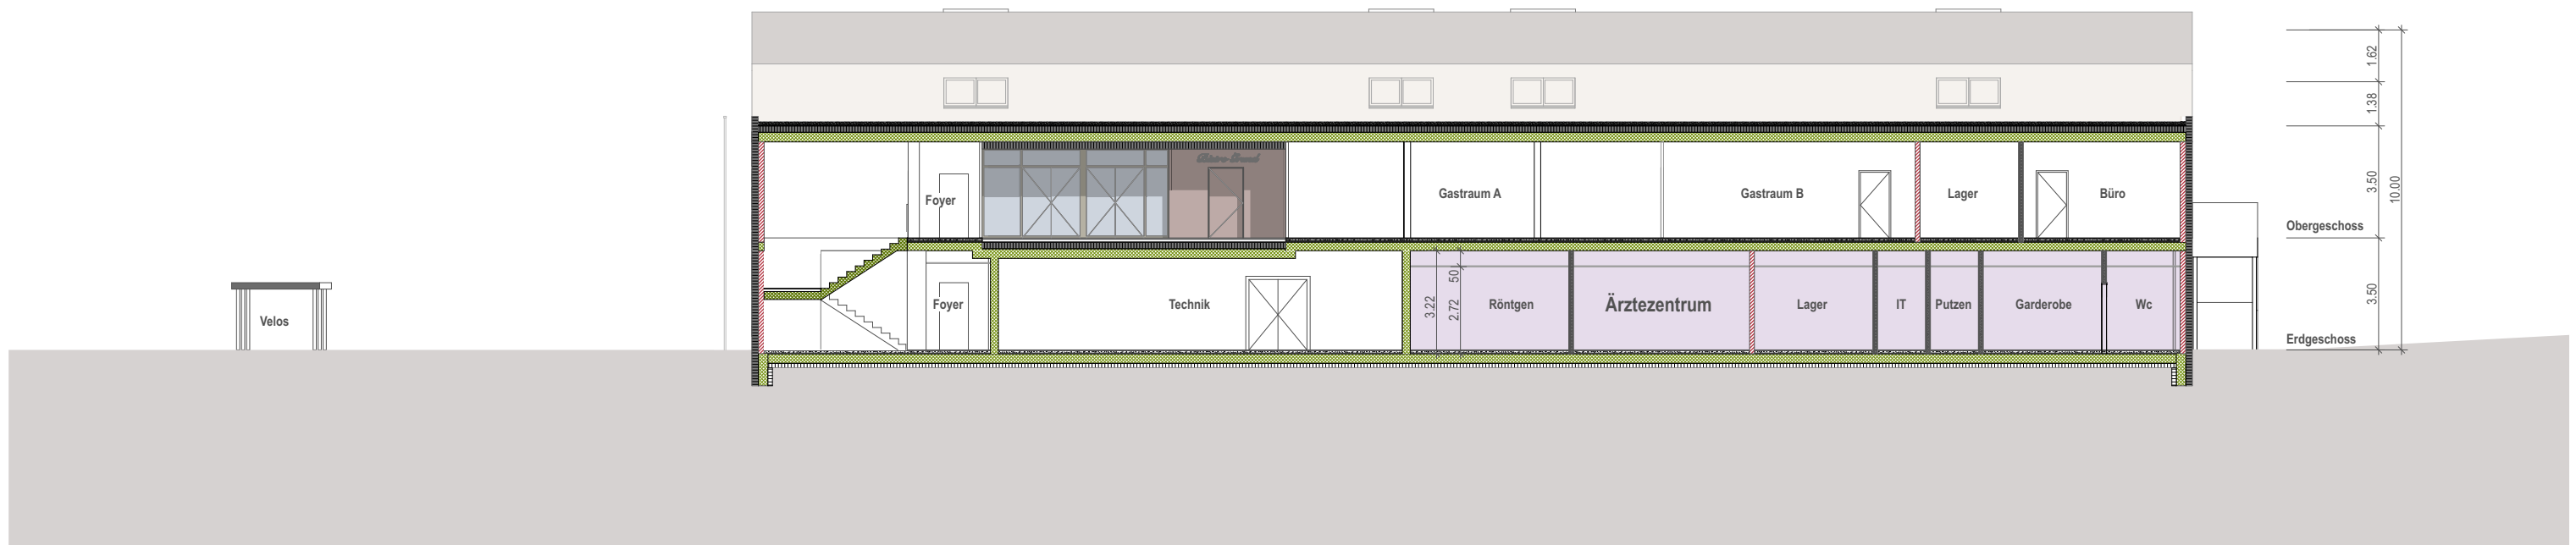 1.62
1.38
3.50
10.00
Foyer
Gastraum A
Gastraum B
Lager
Büro
Obergeschoss
Velos
Foyer
Technik
3.22
50
2.72
Röntgen
Ärztezentrum
Lager
IT
Putzen
Garderobe
Wc
3.50
Erdgeschoss